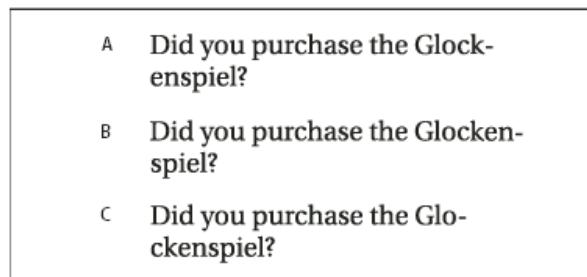 A Did you purchase the Glock-
enspiel?
B Did you purchase the Glocken-
spiel?
C Did you purchase the Glo-
ckenspiel?